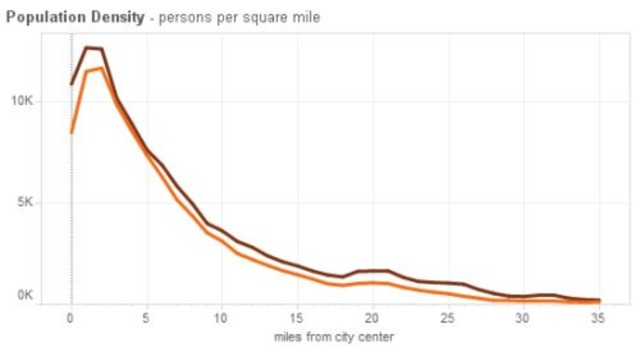 Population Density - persons per square mile
10K
5K
0K
0 5 10 15 20 25 30 35
miles from city center